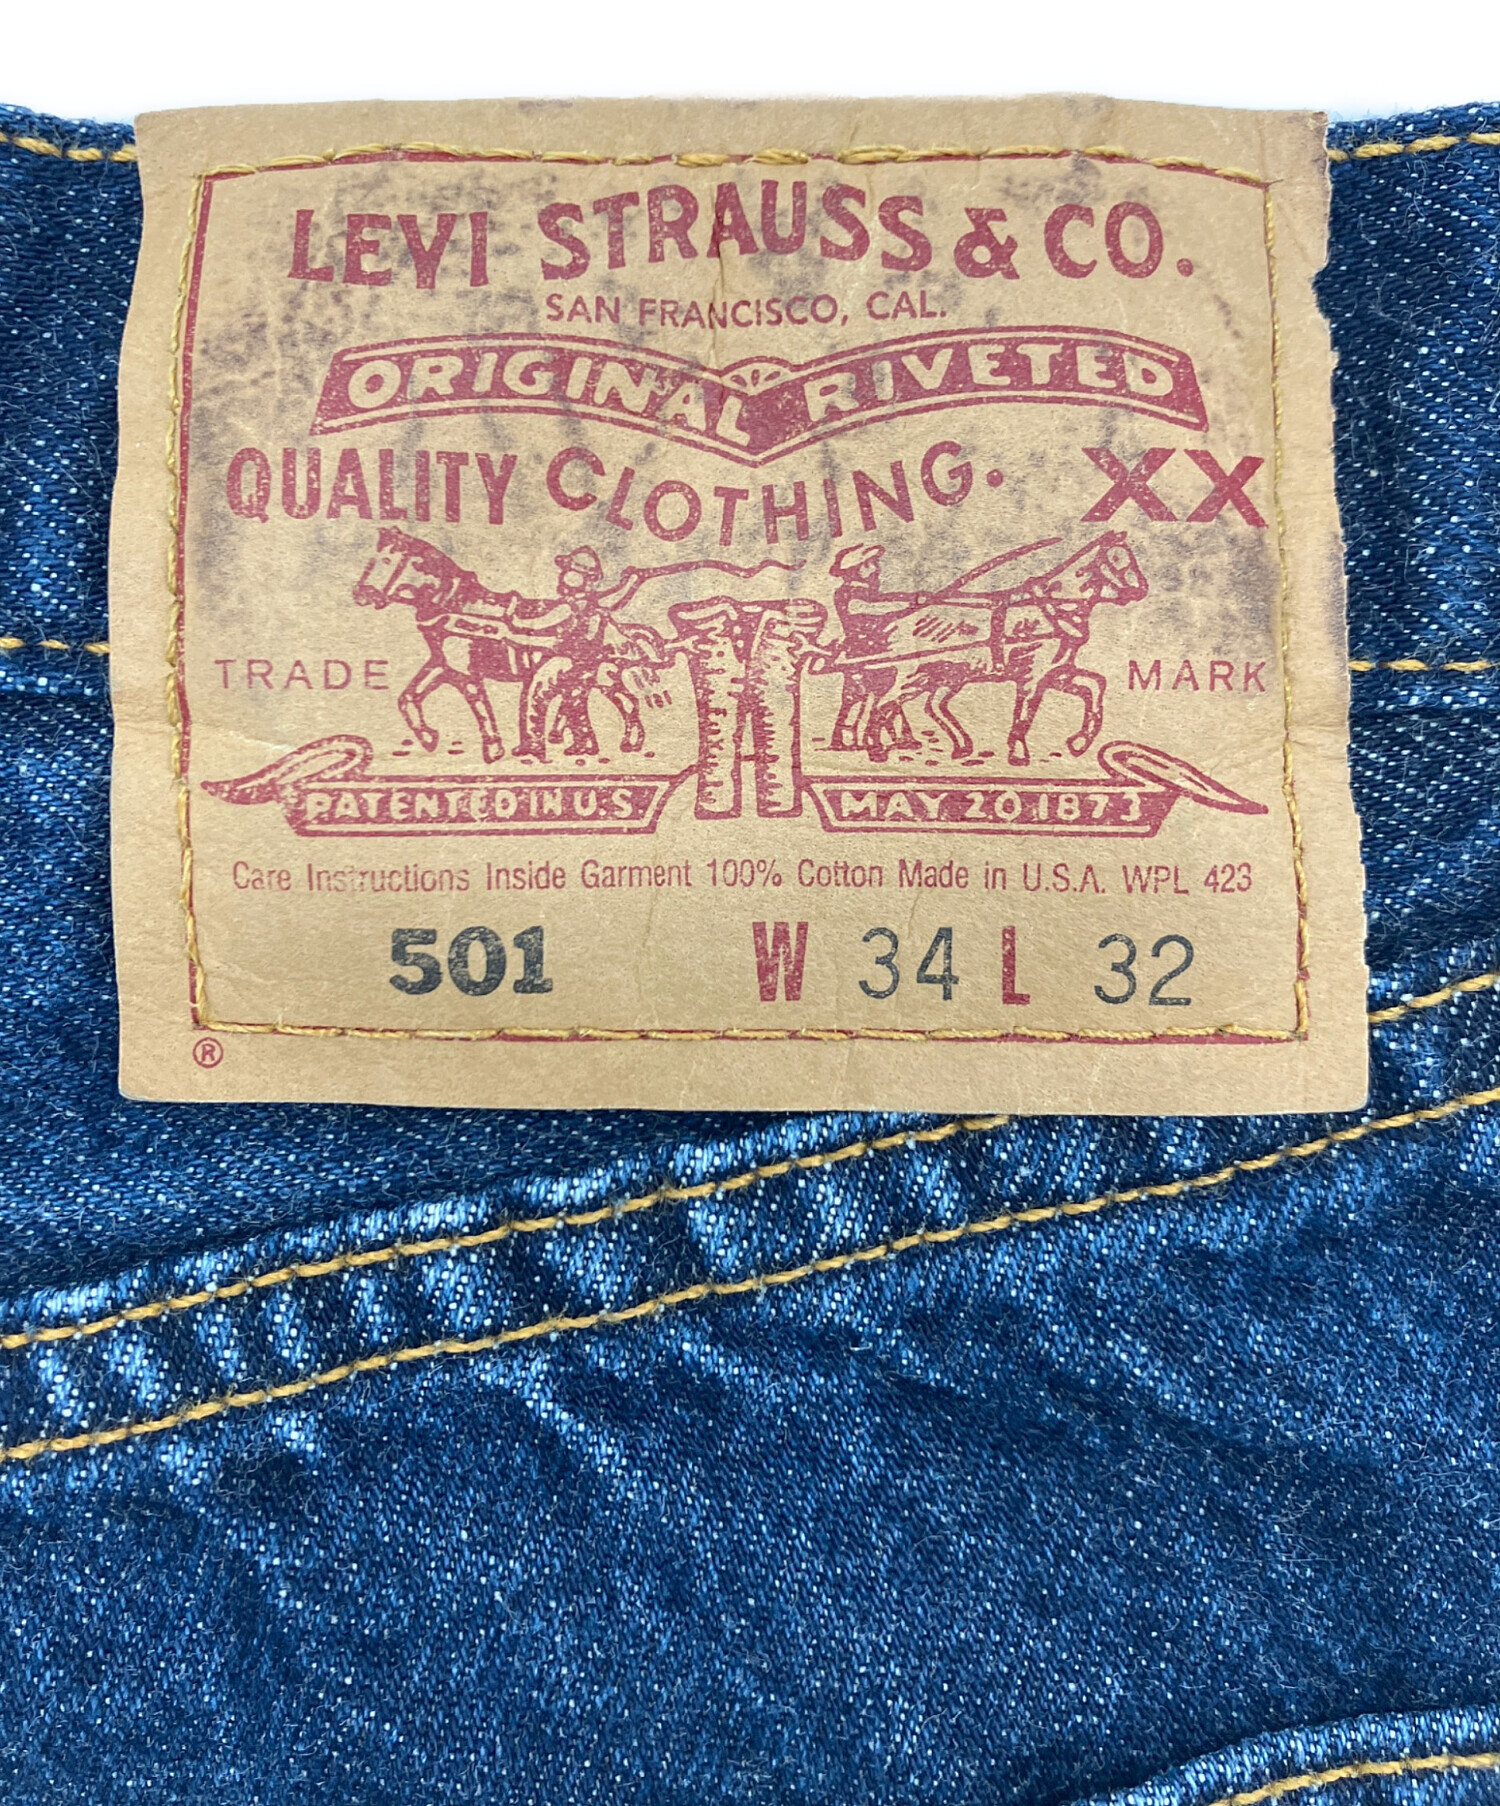 LEVI STRAUSS & CO.
SAN FRANCISCO, CAL.
ORIGINAL RIVETED
QUALITY CLOTHING. XX
TRADE MARK
PATENTED IN U.S MAY 20 1873
Care Instructions Inside Garment 100% Cotton Made in U.S.A. WPL 423
501 W 34 L 32
®